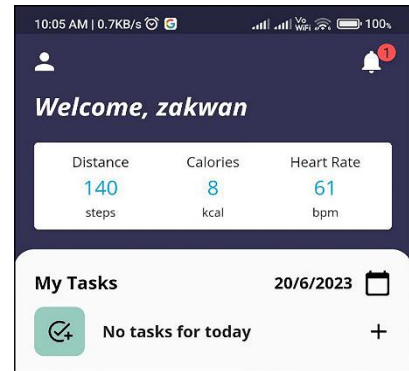 10:05 AM | 0.7KB/s G Vo WiFi 100%
1
Welcome, zakwan
Distance Calories Heart Rate
140 8 61
steps kcal bpm
My Tasks 20/6/2023
No tasks for today +